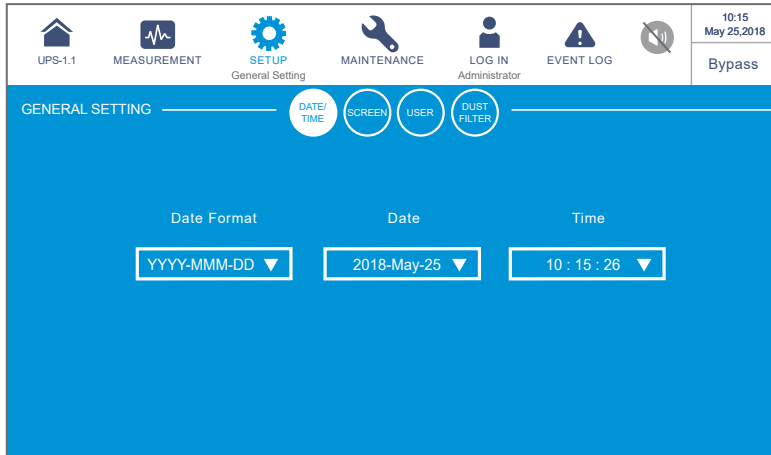 10:15
May 25,2018
UPS-1.1
MEASUREMENT
SETUP
General Setting
MAINTENANCE
LOG IN
Administrator
EVENT LOG
Bypass
GENERAL SETTING
DATE/
TIME
SCREEN
USER
DUST
FILTER
Date Format
Date
Time
YYYY-MMM-DD
2018-May-25
10 : 15 : 26